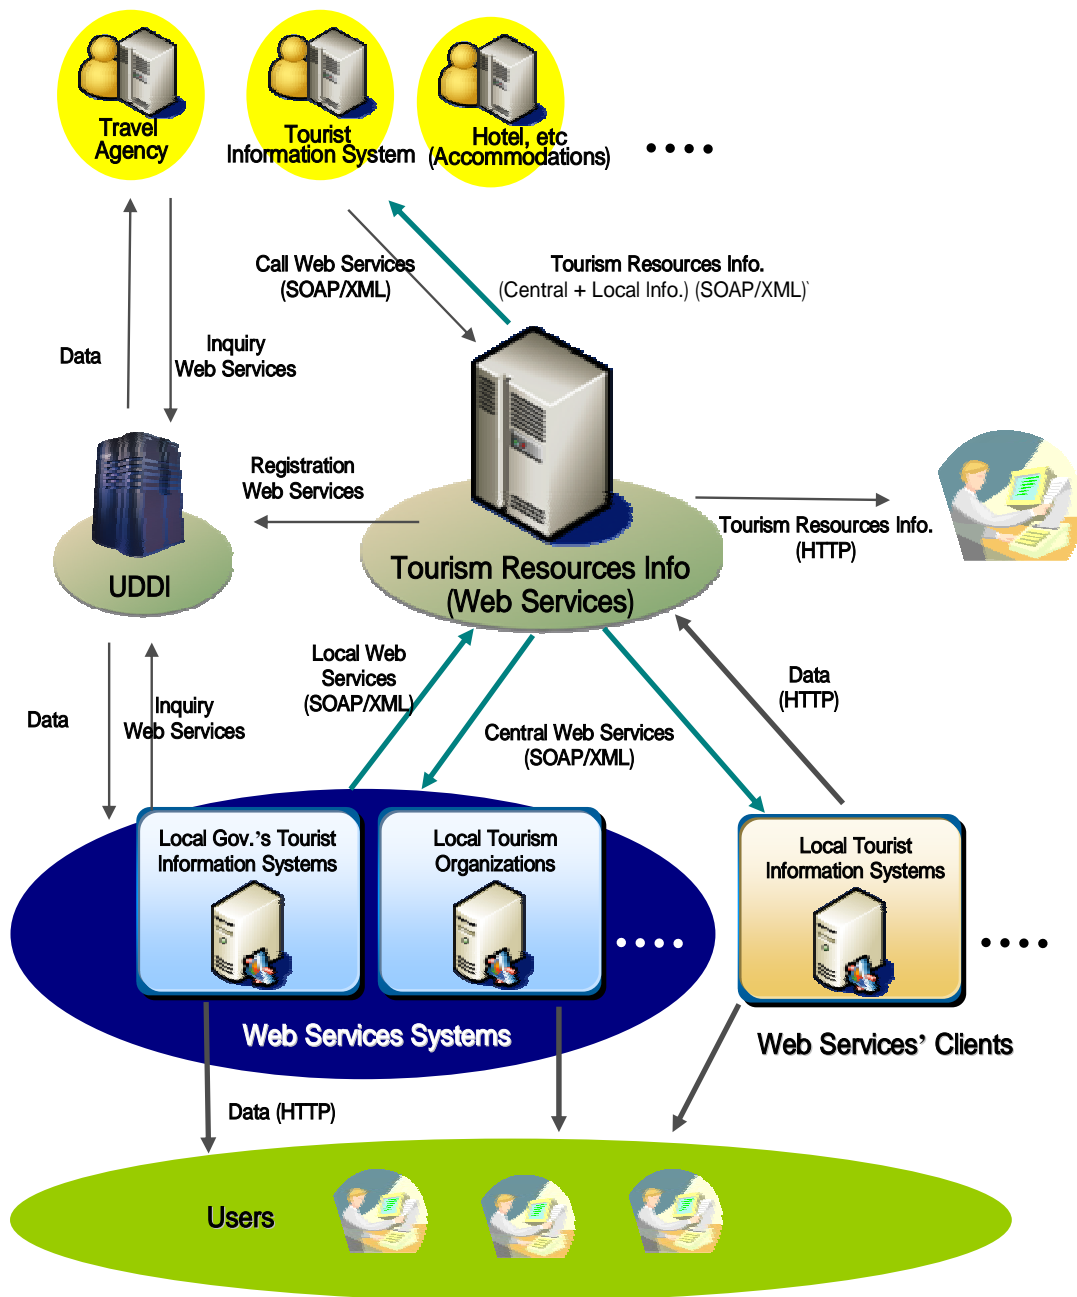 Travel
Agency
Tourist
Information System
Hotel, etc
(Accommodations)
Call Web Services
(SOAP/XML)
Tourism Resources Info.
(Central + Local Info.) (SOAP/XML)
Data
Inquiry
Web Services
Registration
Web Services
Tourism Resources Info.
(HTTP)
UDDI
Tourism Resources Info
(Web Services)
Local Web
Services
(SOAP/XML)
Data
(HTTP)
Data
Inquiry
Web Services
Central Web Services
(SOAP/XML)
Local Gov.’s Tourist
Information Systems
Local Tourism
Organizations
Local Tourist
Information Systems
Web Services Systems
Web Services’ Clients
Data (HTTP)
Users